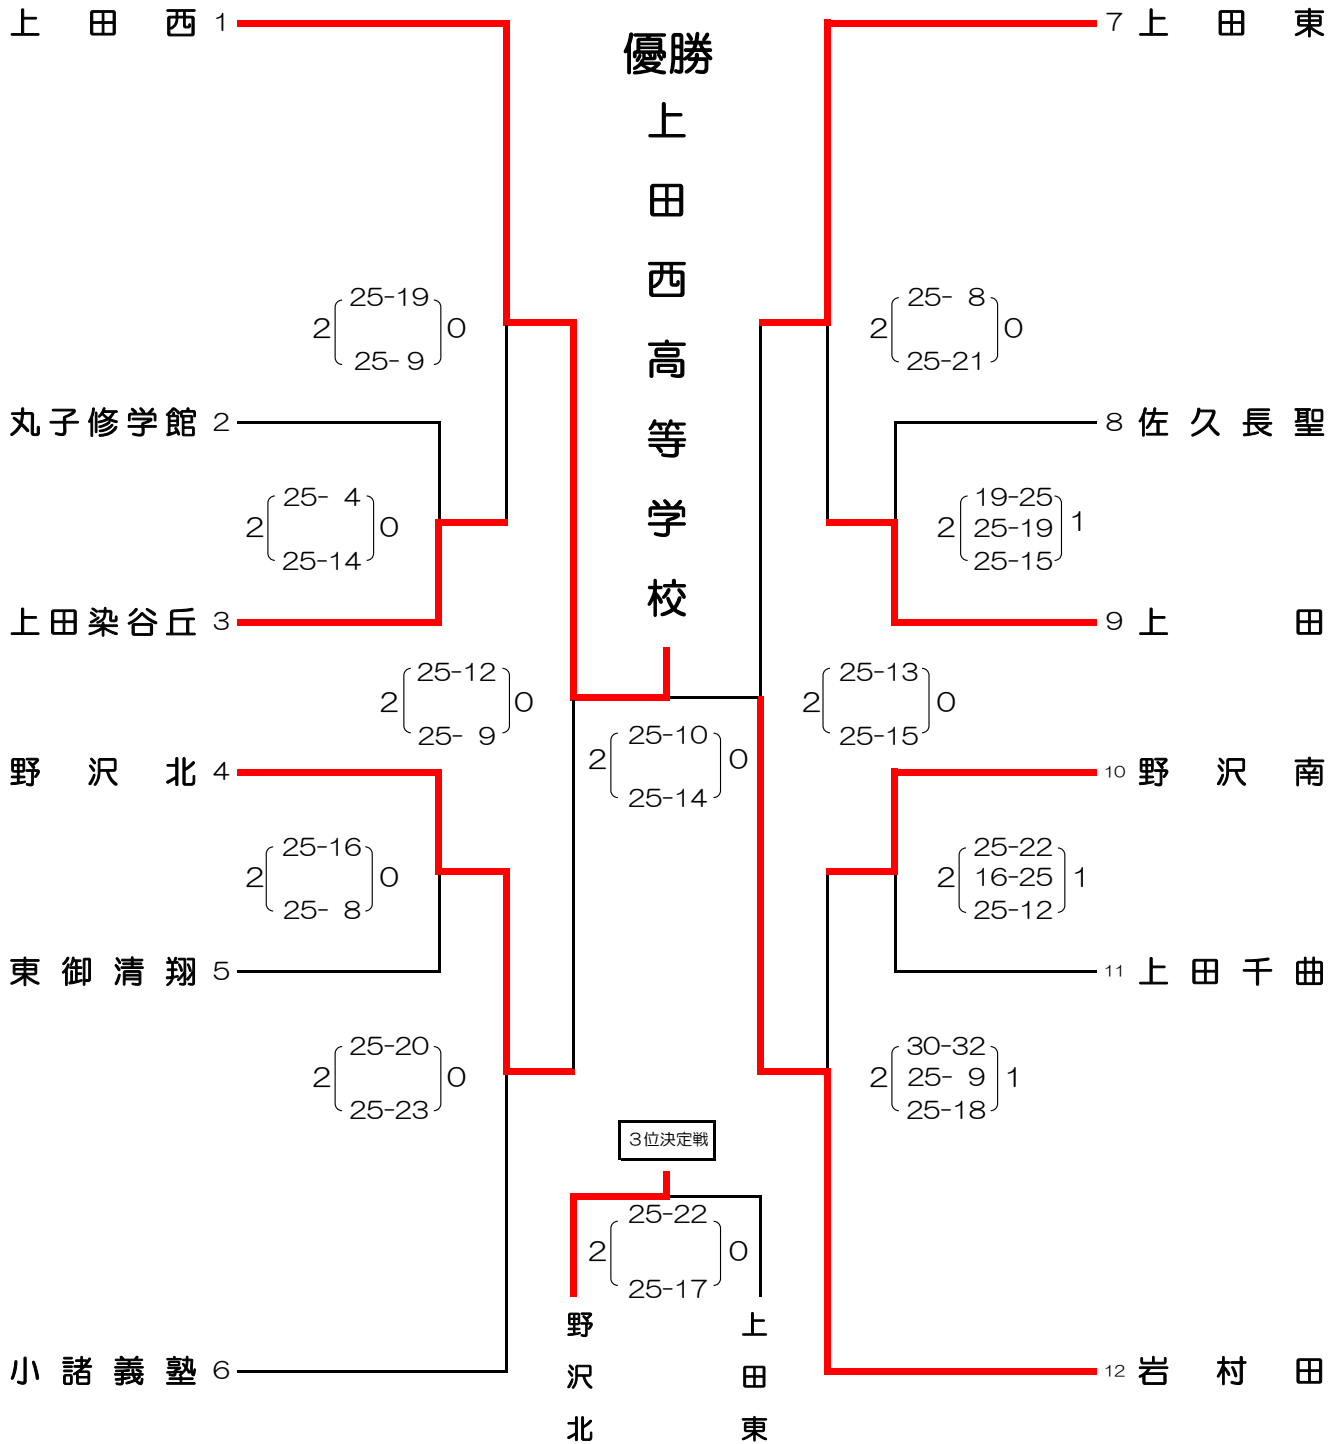 上田西 1
7 上田東
優勝
上田西高等学校
25-19
2 0
25- 9
25- 8
2 0
25-21
丸子修学館 2
8 佐久長聖
25- 4
2 0
25-14
19-25
2 25-19 1
25-15
上田染谷丘 3
9 上田
25-12
2 0
25- 9
25-13
2 0
25-15
25-10
2 0
25-14
野沢北 4
10 野沢南
25-16
2 0
25- 8
25-22
2 16-25 1
25-12
東御清翔 5
11 上田千曲
25-20
2 0
25-23
30-32
2 25- 9 1
25-18
3位決定戦
25-22
2 0
25-17
野沢北
上田東
小諸義塾 6
12 岩村田